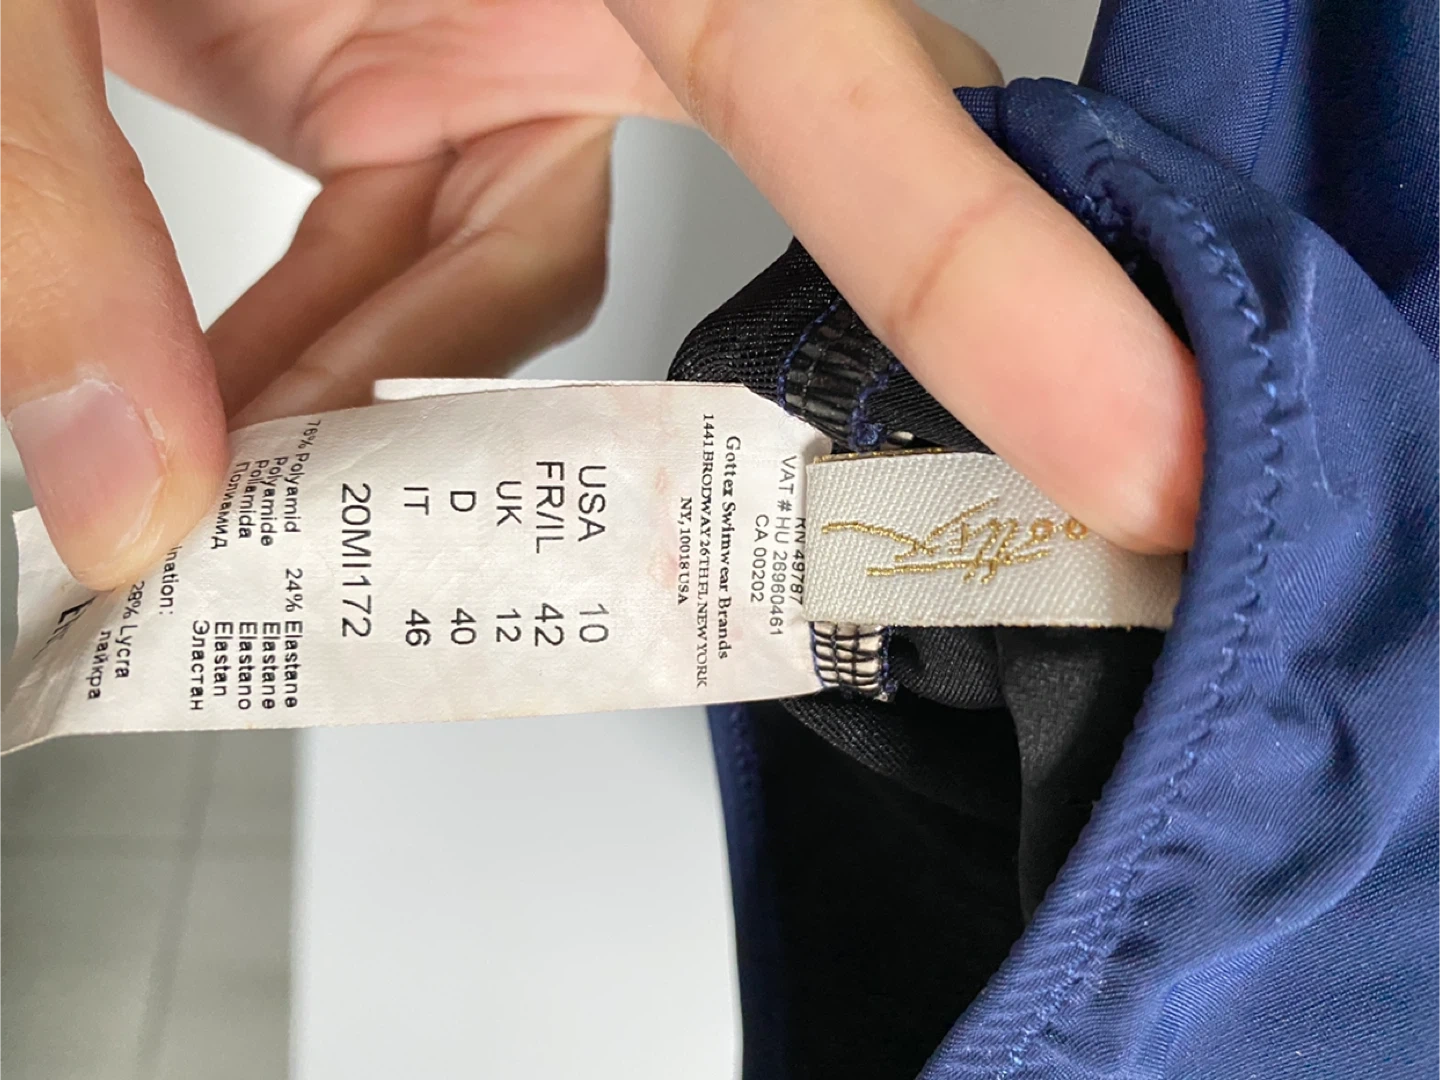 RN 49787
VAT # HU 26960461
CA 00202
Gottex Swimwear Brands
1441 BRODWAY 26TH FL NEW YORK
NY, 10018 USA
USA 10
FR/IL 42
UK 12
D 40
IT 46
20MI172
76% Polyamid 24% Elastane
Polyamide Elastane
Poliamida Elastano
Elastan
Полиамид Эластан
ination:
28% Lycra
лайкра